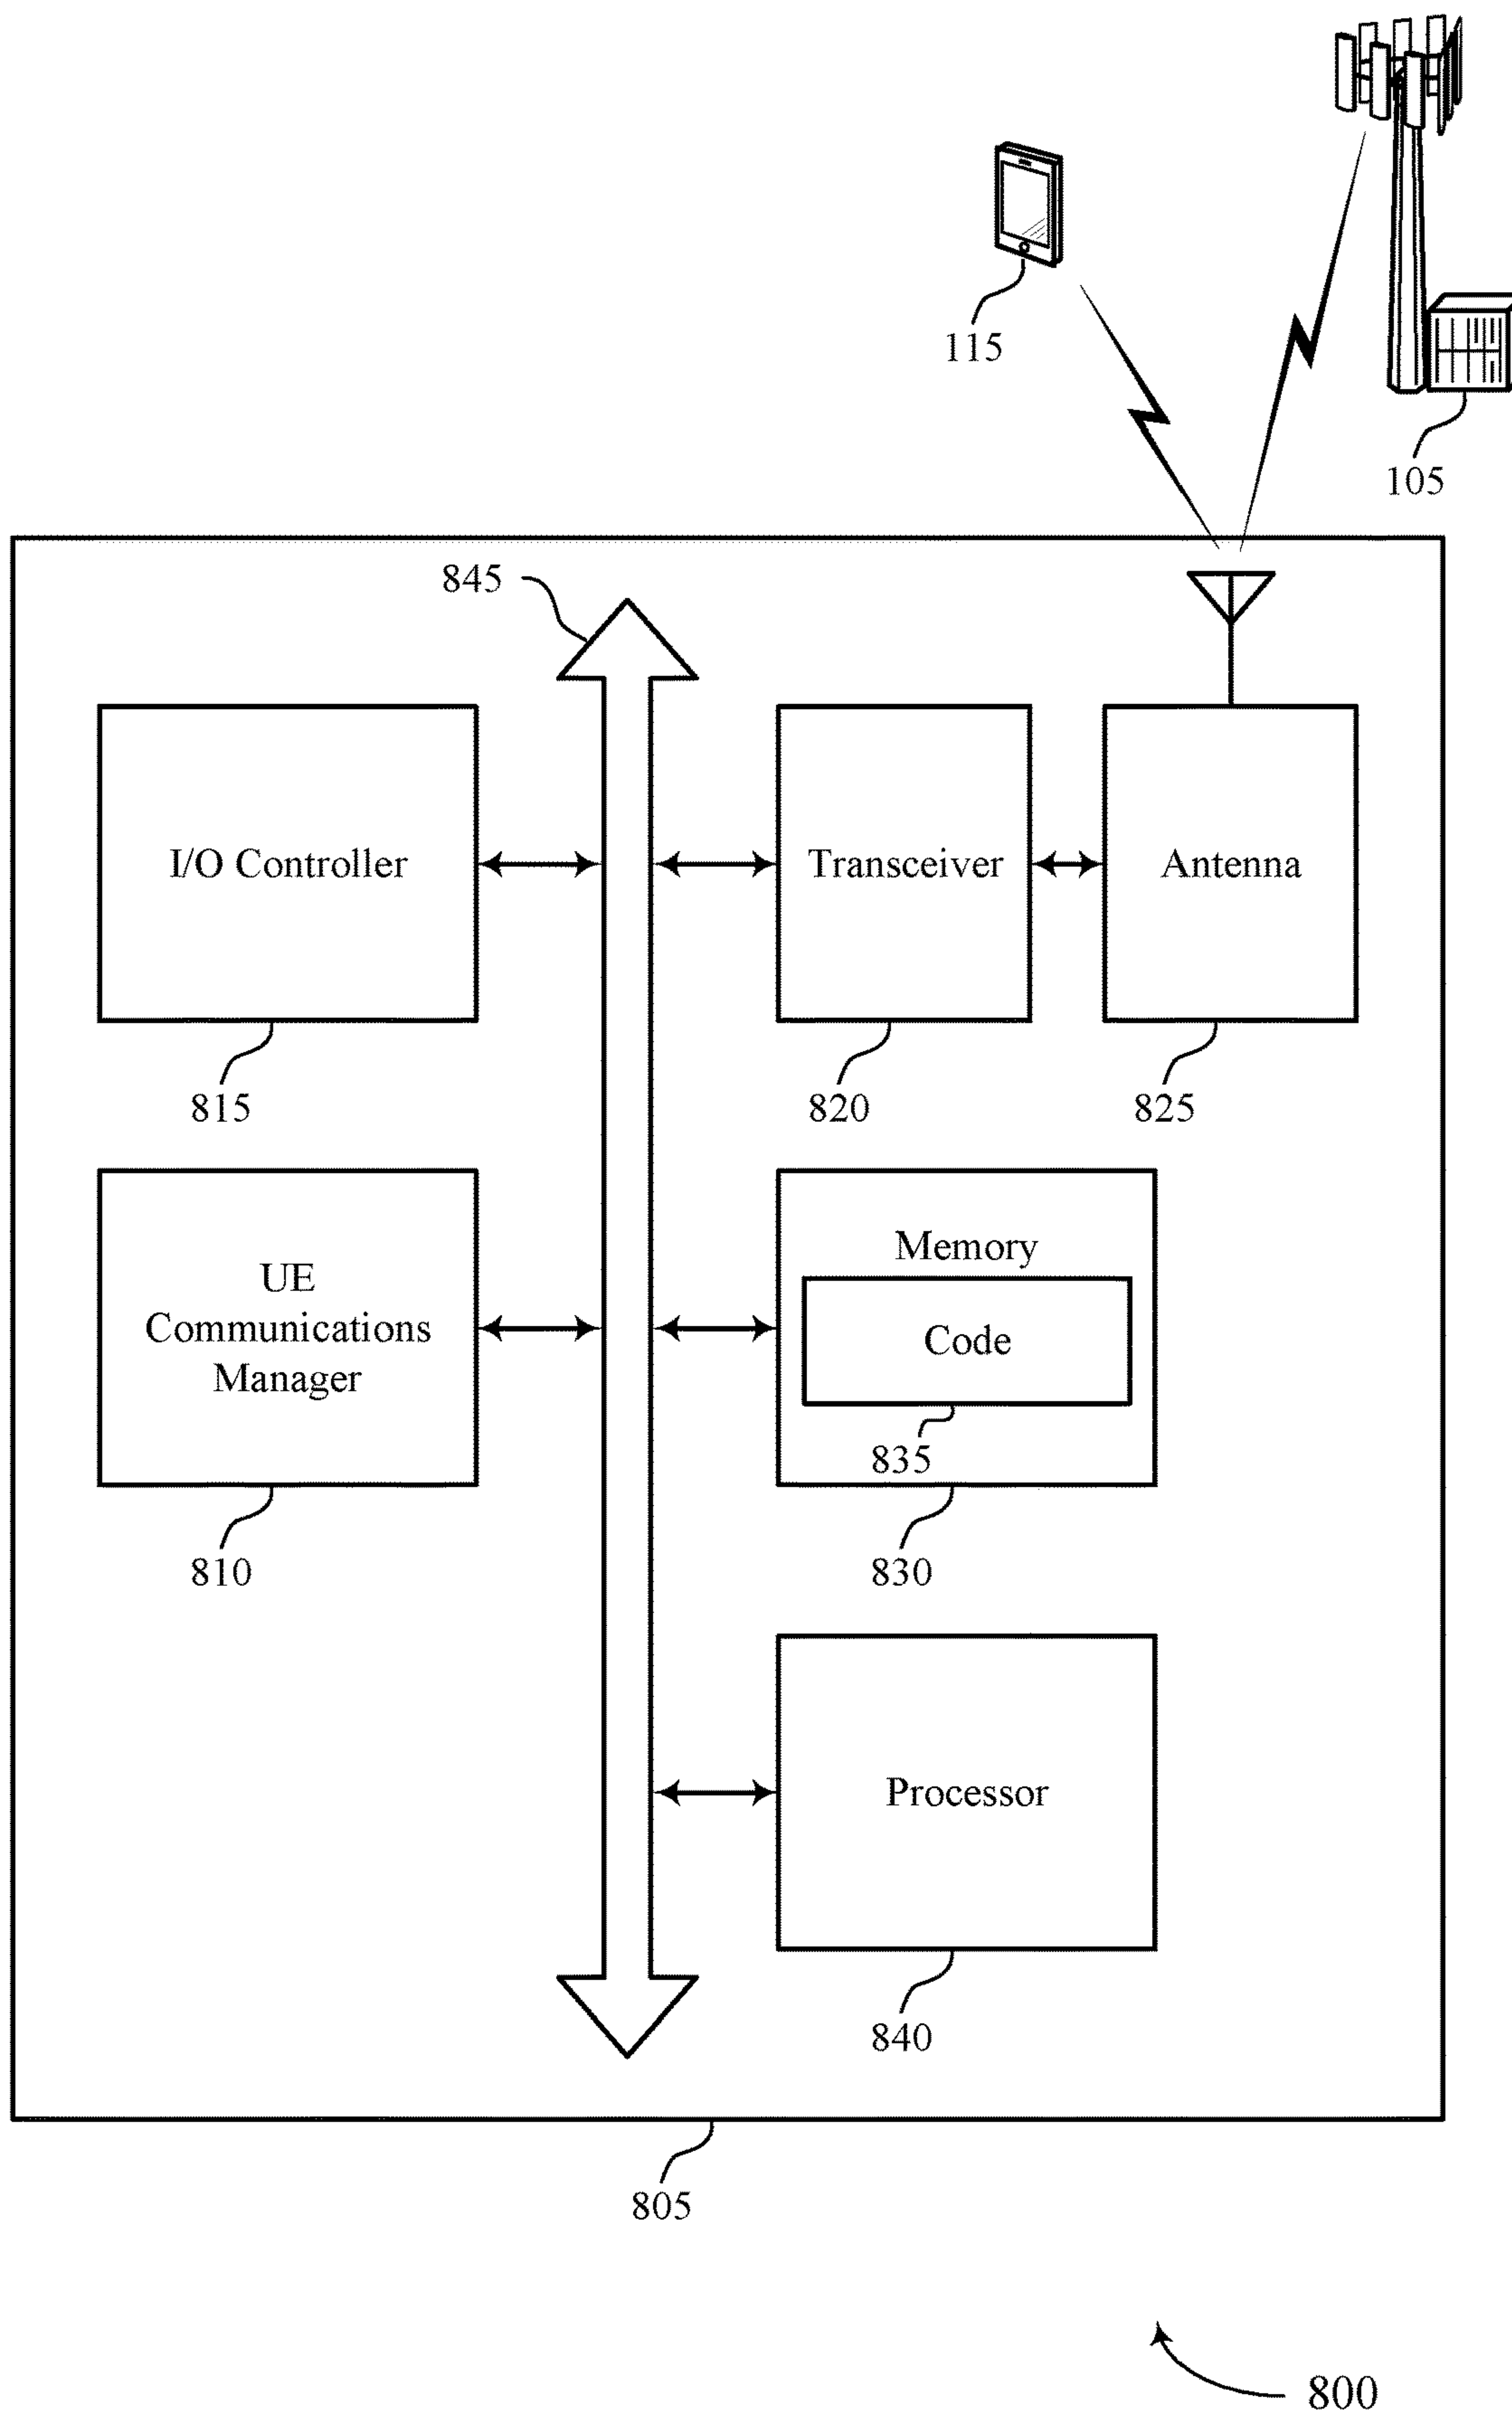 115
105
845
I/O Controller
Transceiver
Antenna
815
820
825
UE
Communications
Manager
Memory
Code
835
810
830
Processor
840
805
800